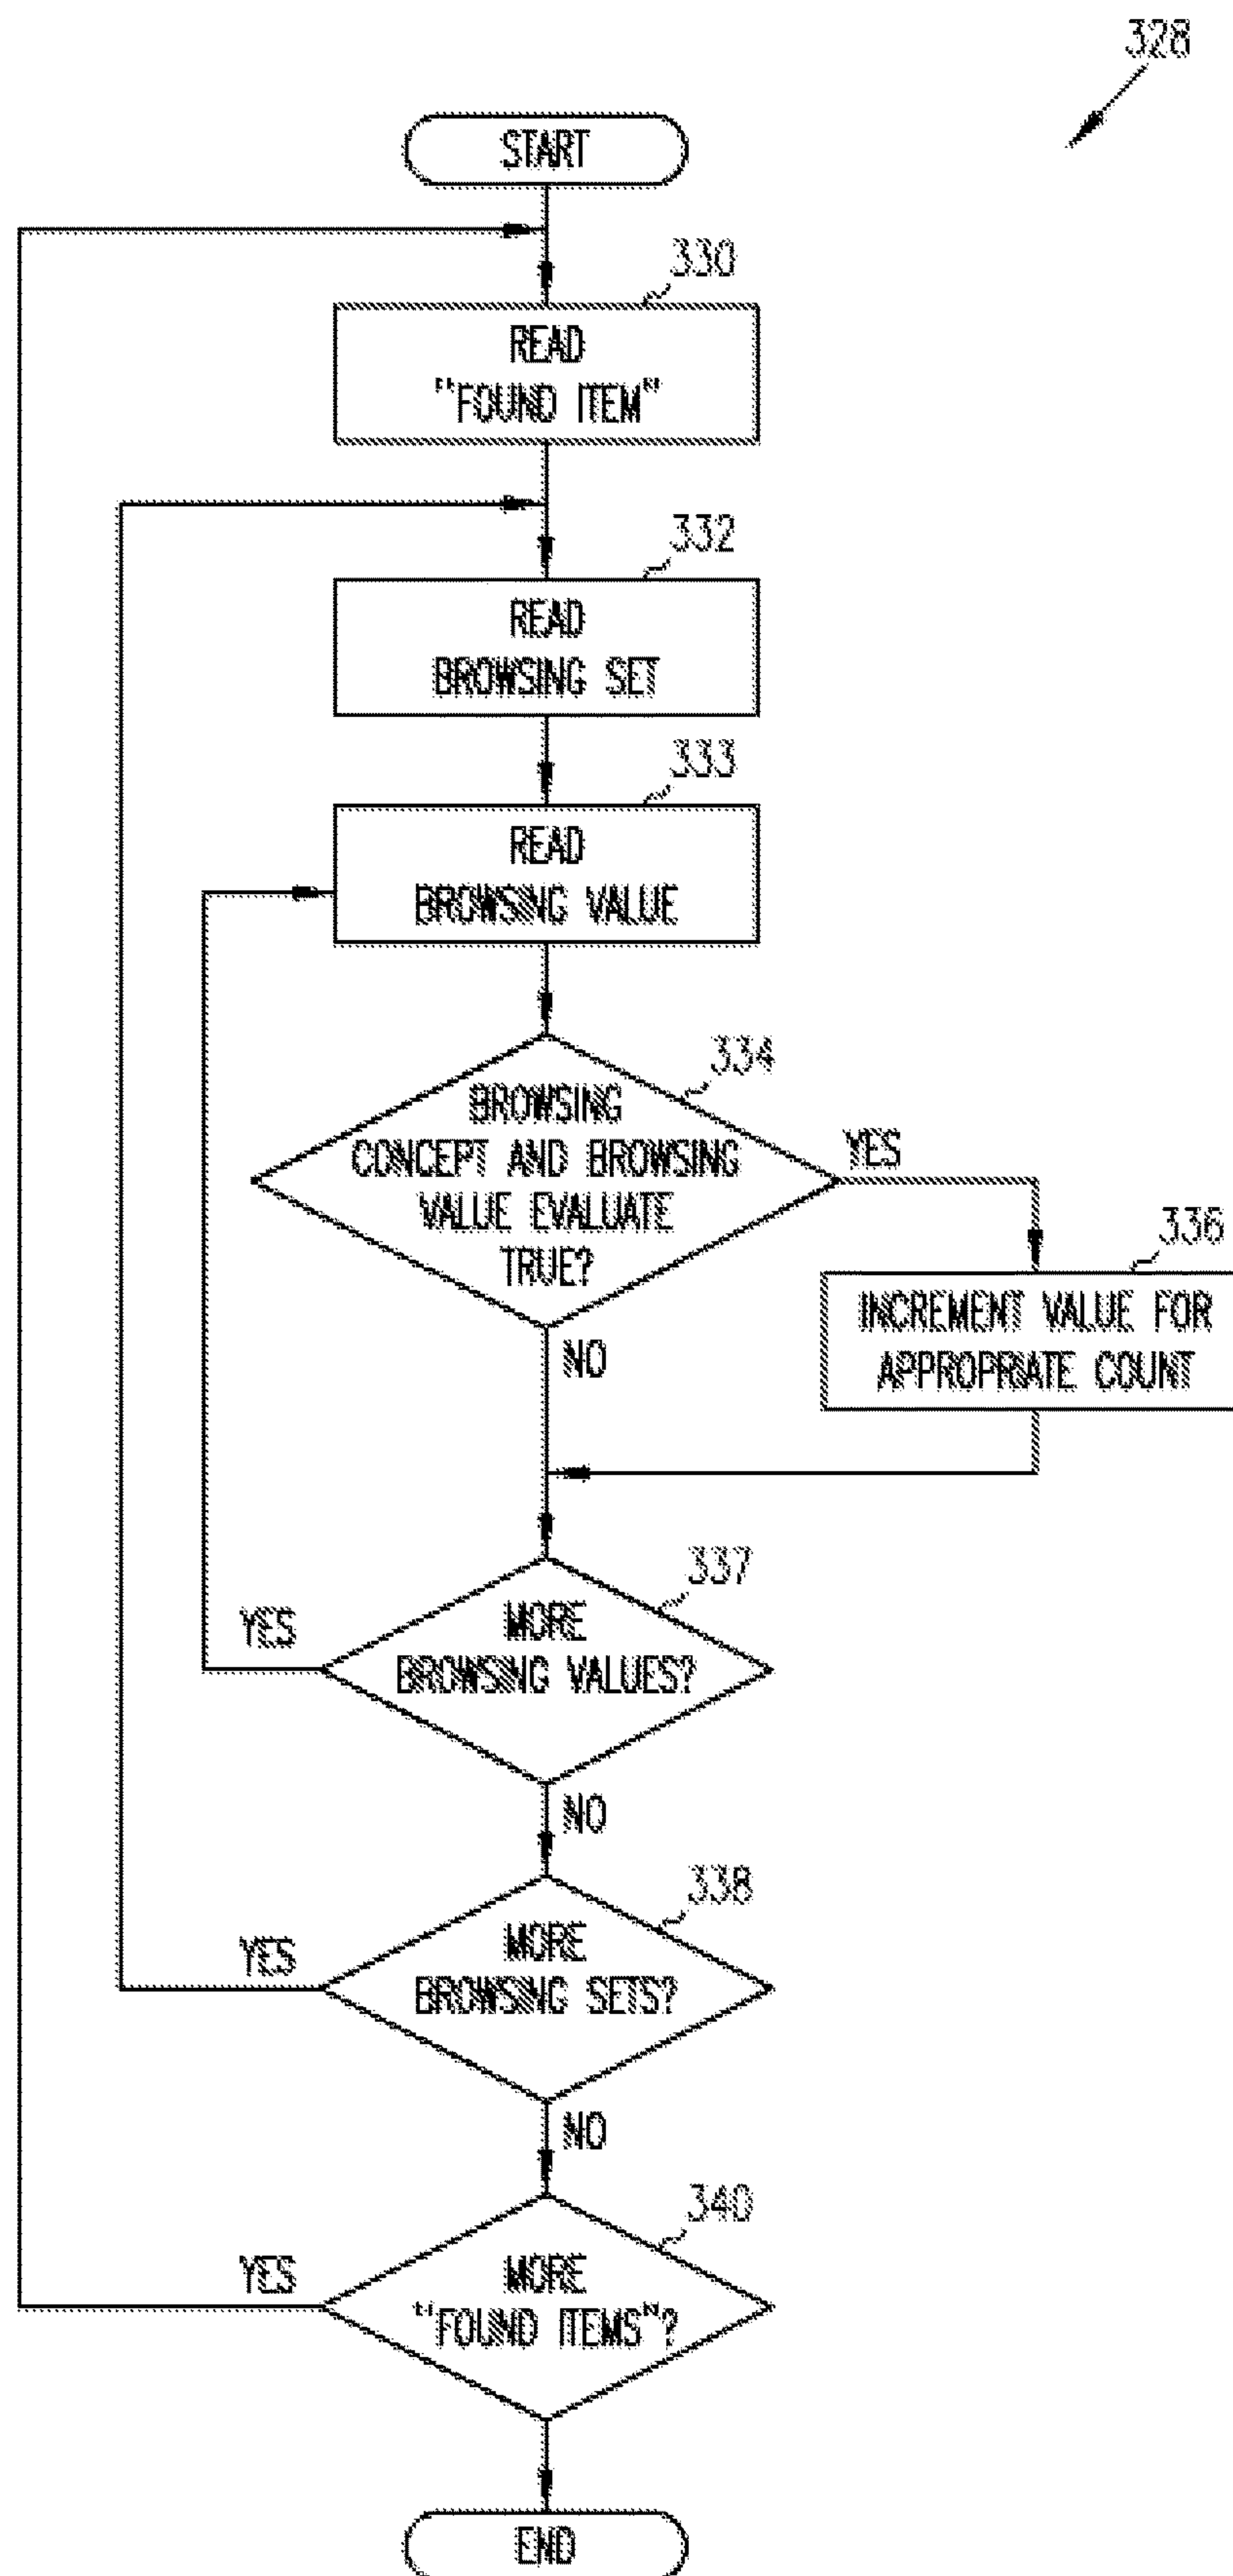 328
START
330
READ
"FOUND ITEM"
332
READ
BROWSING SET
333
READ
BROWSING VALUE
334
BROWSING
CONCEPT AND BROWSING
VALUE EVALUATE
TRUE?
YES
336
INCREMENT VALUE FOR
APPROPRIATE COUNT
NO
337
MORE
BROWSING VALUES?
YES
NO
338
MORE
BROWSING SETS?
YES
NO
340
MORE
"FOUND ITEMS"?
YES
END